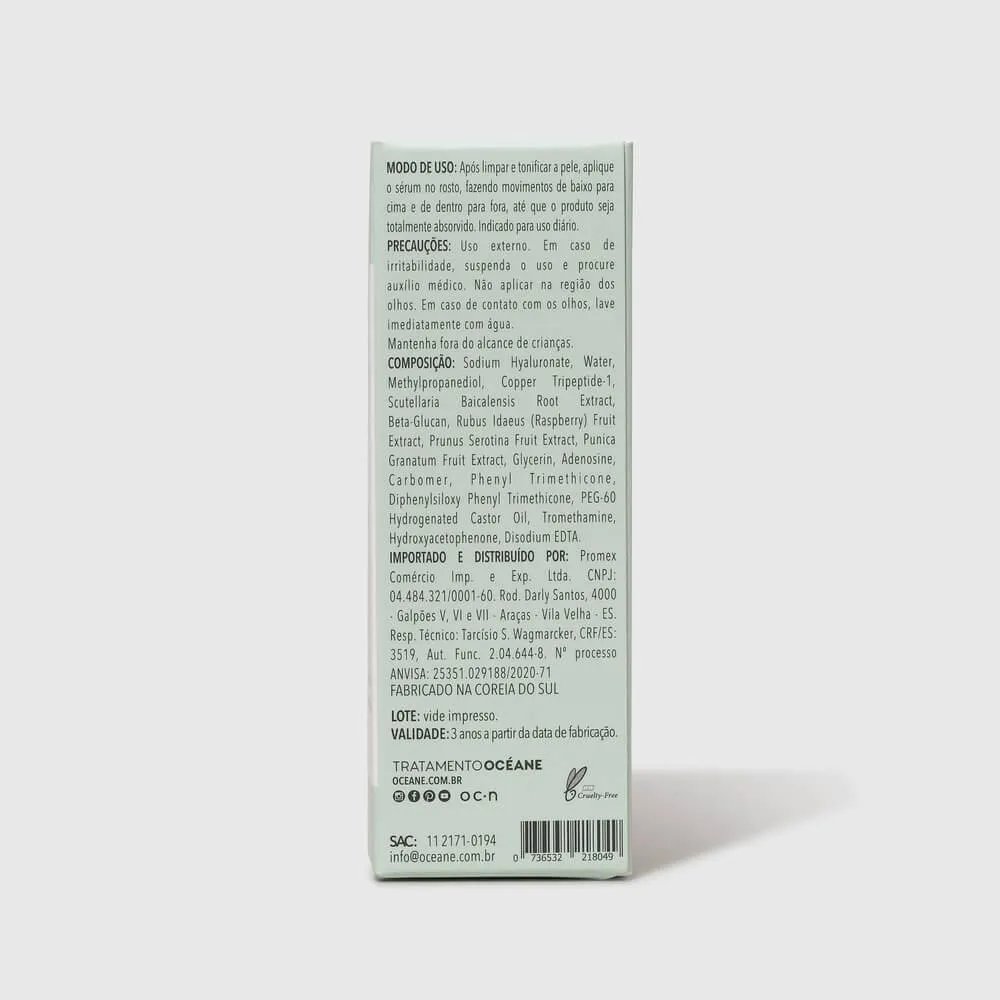 MODO DE USO: Após limpar e tonificar a pele, aplique
o sérum no rosto, fazendo movimentos de baixo para
cima e de dentro para fora, até que o produto seja
totalmente absorvido. Indicado para uso diário.
PRECAUÇÕES: Uso externo. Em caso de
irritabilidade, suspenda o uso e procure
auxílio médico. Não aplicar na região dos
olhos. Em caso de contato com os olhos, lave
imediatamente com água.
Mantenha fora do alcance de crianças.
COMPOSIÇÃO: Sodium Hyaluronate, Water,
Methylpropanediol, Copper Tripeptide-1,
Scutellaria Baicalensis Root Extract,
Beta-Glucan, Rubus Idaeus (Raspberry) Fruit
Extract, Prunus Serotina Fruit Extract, Punica
Granatum Fruit Extract, Glycerin, Adenosine,
Carbomer, Phenyl Trimethicone,
Diphenylsiloxy Phenyl Trimethicone, PEG-60
Hydrogenated Castor Oil, Tromethamine,
Hydroxyacetophenone, Disodium EDTA.
IMPORTADO E DISTRIBUÍDO POR: Promex
Comércio Imp. e Exp. Ltda. CNPJ:
04.484.321/0001-60. Rod. Darly Santos, 4000
- Galpões V, VI e VII - Araças - Vila Velha - ES.
Resp. Técnico: Tarcísio S. Wagmarcker, CRF/ES:
3519, Aut. Func. 2.04.644-8. Nº processo
ANVISA: 25351.029188/2020-71
FABRICADO NA COREIA DO SUL
LOTE: vide impresso.
VALIDADE: 3 anos a partir da data de fabricação.
TRATAMENTO OCÉANE
OCEANE.COM.BR
oc-n
Cruelty-Free
SAC: 11 2171-0194
info@oceane.com.br
0 736532 218049